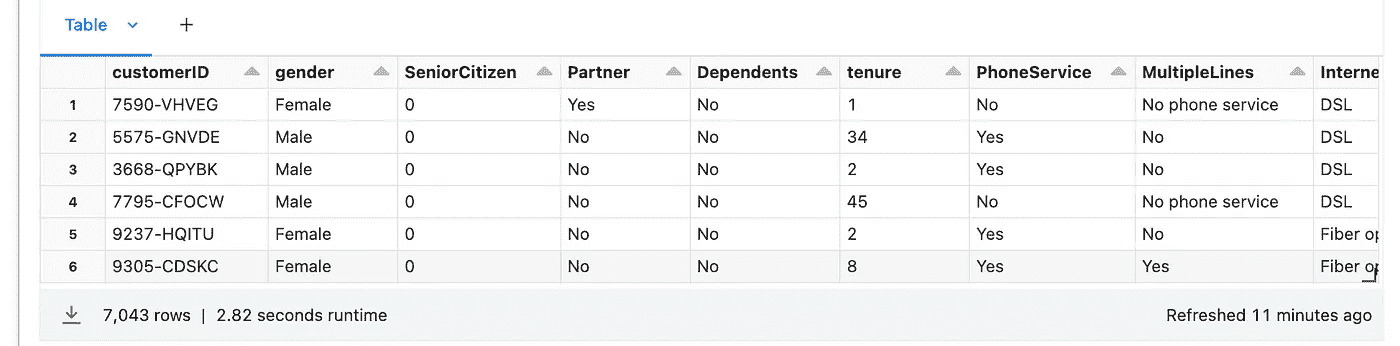 Table +
customerID gender SeniorCitizen Partner Dependents tenure PhoneService MultipleLines Interne
1 7590-VHVEG Female 0 Yes No 1 No No phone service DSL
2 5575-GNVDE Male 0 No No 34 Yes No DSL
3 3668-QPYBK Male 0 No No 2 Yes No DSL
4 7795-CFOCW Male 0 No No 45 No No phone service DSL
5 9237-HQITU Female 0 No No 2 Yes No Fiber op
6 9305-CDSKC Female 0 No No 8 Yes Yes Fiber op
7,043 rows | 2.82 seconds runtime Refreshed 11 minutes ago